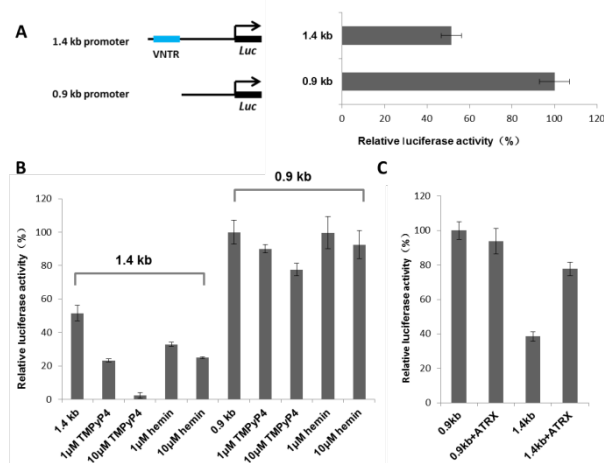 A
1.4 kb promoter
VNTR
Luc
0.9 kb promoter
Luc
1.4 kb
0.9 kb
0 20 40 60 80 100 120
Relative luciferase activity (%)
B
Relative luciferase activity (%)
120
100
80
60
40
20
0
1.4 kb
0.9 kb
1.4 kb
1μM TMPyP4
10μM TMPyP4
1μM hemin
10μM hemin
0.9 kb
1μM TMPyP4
10μM TMPyP4
1μM hemin
10μM hemin
C
Relative luciferase activity (%)
120
100
80
60
40
20
0
0.9kb
0.9kb+ATRX
1.4kb
1.4kb+ATRX